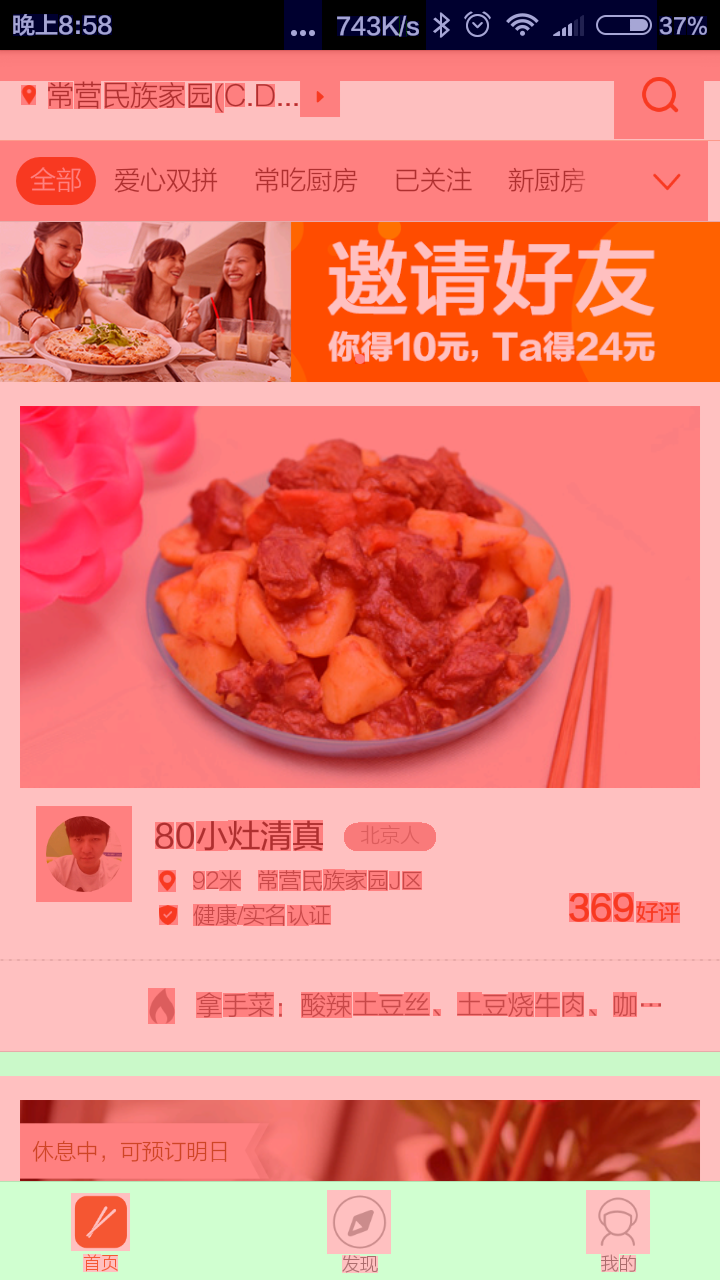 晚上8:58 ... 743K/s 37%
常营民族家园(C.D...
全部 爱心双拼 常吃厨房 已关注 新厨房
邀请好友
你得10元, Ta得24元
80小灶清真 北京人
92米 常营民族家园J区
健康/实名认证
369好评
拿手菜：酸辣土豆丝、土豆烧牛肉、咖…
休息中，可预订明日
首页 发现 我的